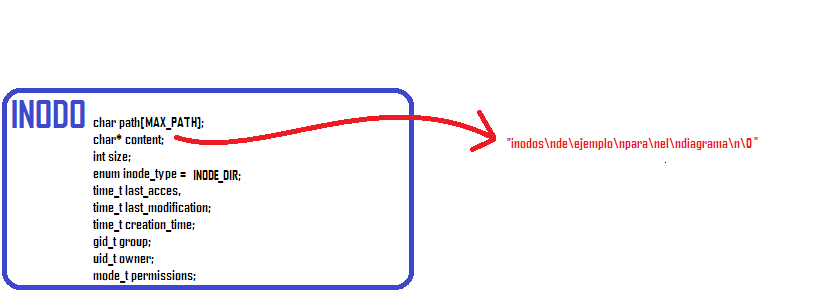 INODO
char path[MAX_PATH];
char* content;
int size;
enum inode_type = INODE_DIR;
time_t last_acces,
time_t last_modification;
time_t creation_time;
gid_t group;
uid_t owner;
mode_t permissions;
"inodos\nde\ejemplo\npara\nel\ndiagrama\n\0"